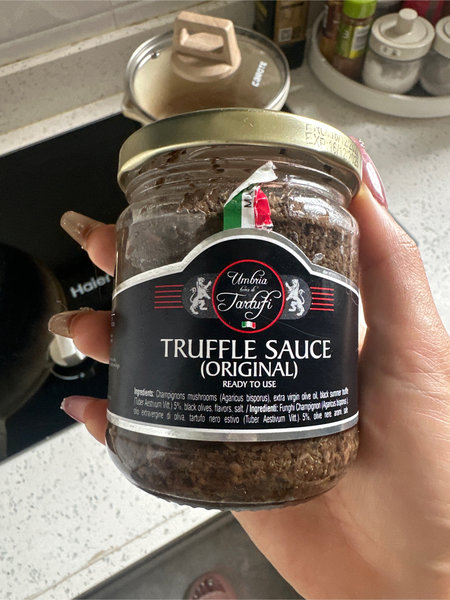 CAROTE
Haier
Umbria
Tartufi
TRUFFLE SAUCE
(ORIGINAL)
READY TO USE
Ingredients: Champignons mushrooms (Agaricus bisporus), extra virgin olive oil, black summer truffle
(Tuber Aestivum Vitt.) 5%, black olives, flavors, salt. / Ingredienti: Funghi Champignon (Agaricus bisporus),
olio extravergine di oliva, tartufo nero estivo (Tuber Aestivum Vitt.) 5%, olive nere, aromi, sale